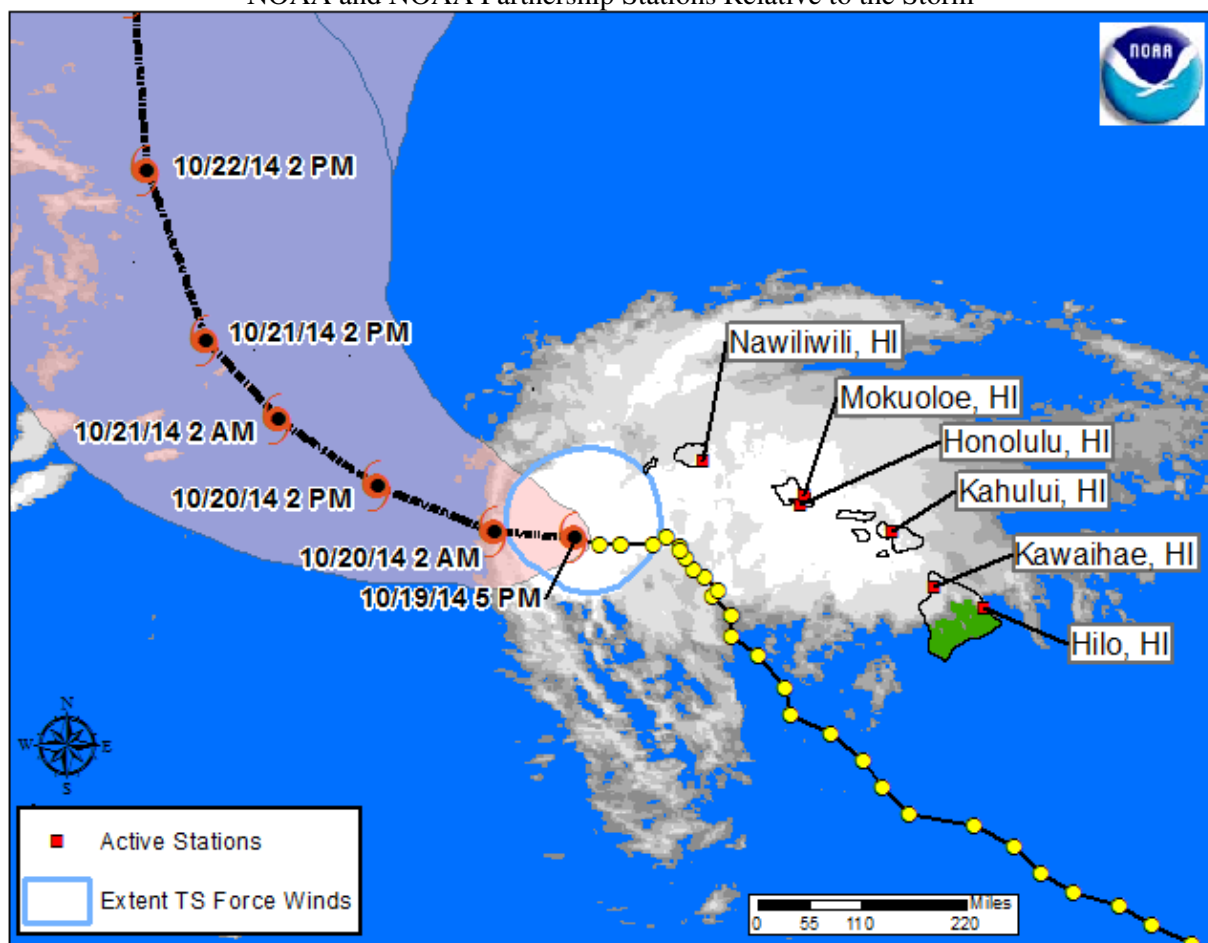 NOAA and NOAA Partnership Stations Relative to the Storm
NOAA
10/22/14 2 PM
10/21/14 2 PM
Nawiliwili, HI
Mokuoloe, HI
10/21/14 2 AM
Honolulu, HI
10/20/14 2 PM
Kahului, HI
10/20/14 2 AM
Kawaihae, HI
10/19/14 5 PM
Hilo, HI
N
W E
S
Active Stations
Extent TS Force Winds
Miles
0 55 110 220